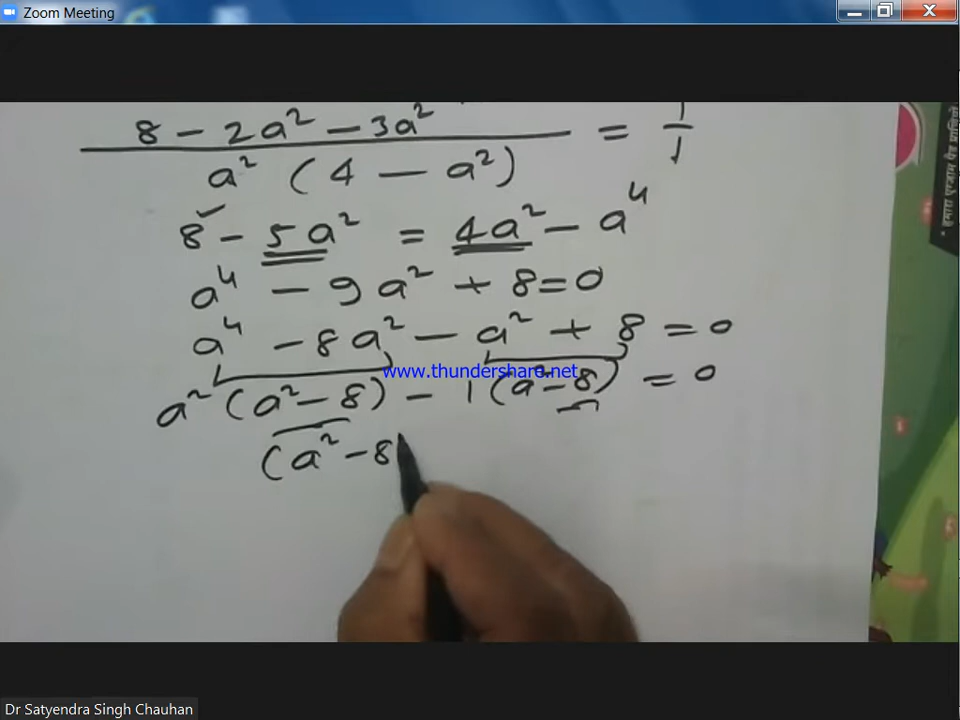 Zoom Meeting
8 - 2a² - 3a²
a² (4 - a²) = 1/1
8 - 5a² = 4a² - a⁴
a⁴ - 9a² + 8 = 0
a⁴ - 8a² - a² + 8 = 0
www.thundershare.net
a² (a² - 8) - 1 (a² - 8) = 0
(a² - 8
Dr Satyendra Singh Chauhan